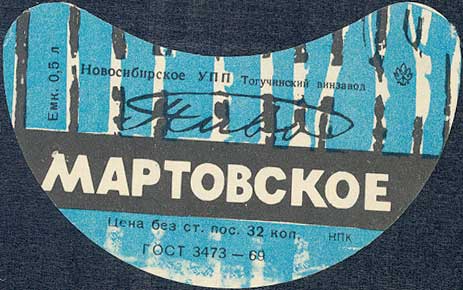 Емк. 0,5 л
Новосибирское УПП Тогучинский винзавод
Пиво
МАРТОВСКОЕ
Цена без ст. пос. 32 коп.
НПК
ГОСТ 3473 — 69